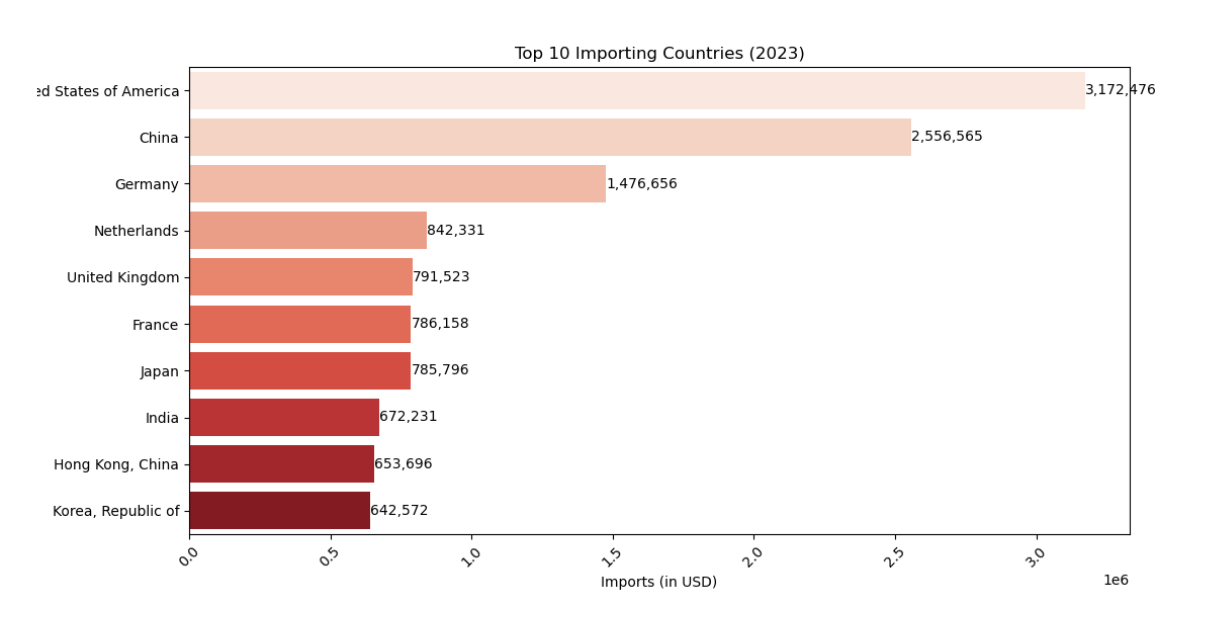 Top 10 Importing Countries (2023)
ed States of America 3,172,476
China 2,556,565
Germany 1,476,656
Netherlands 842,331
United Kingdom 791,523
France 786,158
Japan 785,796
India 672,231
Hong Kong, China 653,696
Korea, Republic of 642,572
0.0 0.5 1.0 1.5 2.0 2.5 3.0
Imports (in USD)
1e6